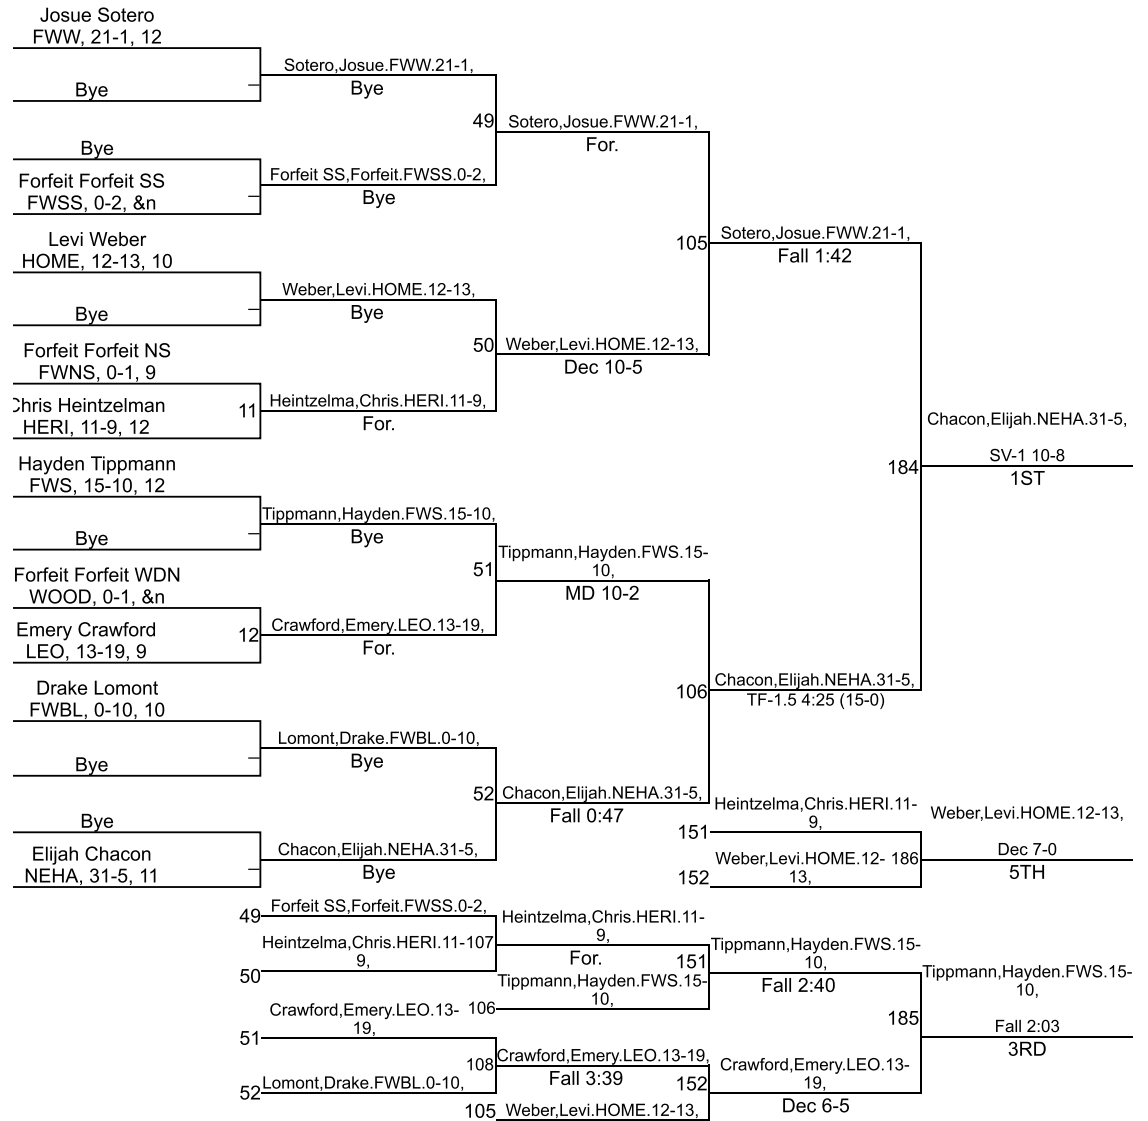 Josue Sotero
FWW, 21-1, 12
Sotero,Josue.FWW.21-1,
Bye
Bye
49
Sotero,Josue.FWW.21-1,
For.
Bye
Forfeit SS,Forfeit.FWSS.0-2,
Bye
Forfeit Forfeit SS
FWSS, 0-2, &n
Levi Weber
HOME, 12-13, 10
105
Sotero,Josue.FWW.21-1,
Fall 1:42
Weber,Levi.HOME.12-13,
Bye
Bye
50
Weber,Levi.HOME.12-13,
Dec 10-5
Forfeit Forfeit NS
FWNS, 0-1, 9
11
Heintzelma,Chris.HERI.11-9,
For.
Chris Heintzelman
HERI, 11-9, 12
Chacon,Elijah.NEHA.31-5,
184
SV-1 10-8
1ST
Hayden Tippmann
FWS, 15-10, 12
Tippmann,Hayden.FWS.15-10,
Bye
Bye
51
Tippmann,Hayden.FWS.15-
10,
MD 10-2
Forfeit Forfeit WDN
WOOD, 0-1, &n
12
Crawford,Emery.LEO.13-19,
For.
Emery Crawford
LEO, 13-19, 9
Drake Lomont
FWBL, 0-10, 10
106
Chacon,Elijah.NEHA.31-5,
TF-1.5 4:25 (15-0)
Lomont,Drake.FWBL.0-10,
Bye
Bye
52
Chacon,Elijah.NEHA.31-5,
Fall 0:47
Bye
Chacon,Elijah.NEHA.31-5,
Bye
Elijah Chacon
NEHA, 31-5, 11
151
Heintzelma,Chris.HERI.11-
9,
Weber,Levi.HOME.12-13,
152
Weber,Levi.HOME.12-
13,
186
Dec 7-0
5TH
49
Forfeit SS,Forfeit.FWSS.0-2,
50
Heintzelma,Chris.HERI.11-
9,
107
Heintzelma,Chris.HERI.11-
9,
For.
106
Tippmann,Hayden.FWS.15-
10,
151
Tippmann,Hayden.FWS.15-
10,
Fall 2:40
Tippmann,Hayden.FWS.15-
10,
185
Fall 2:03
3RD
51
Crawford,Emery.LEO.13-
19,
52
Lomont,Drake.FWBL.0-10,
108
Crawford,Emery.LEO.13-19,
Fall 3:39
105
Weber,Levi.HOME.12-13,
152
Crawford,Emery.LEO.13-
19,
Dec 6-5